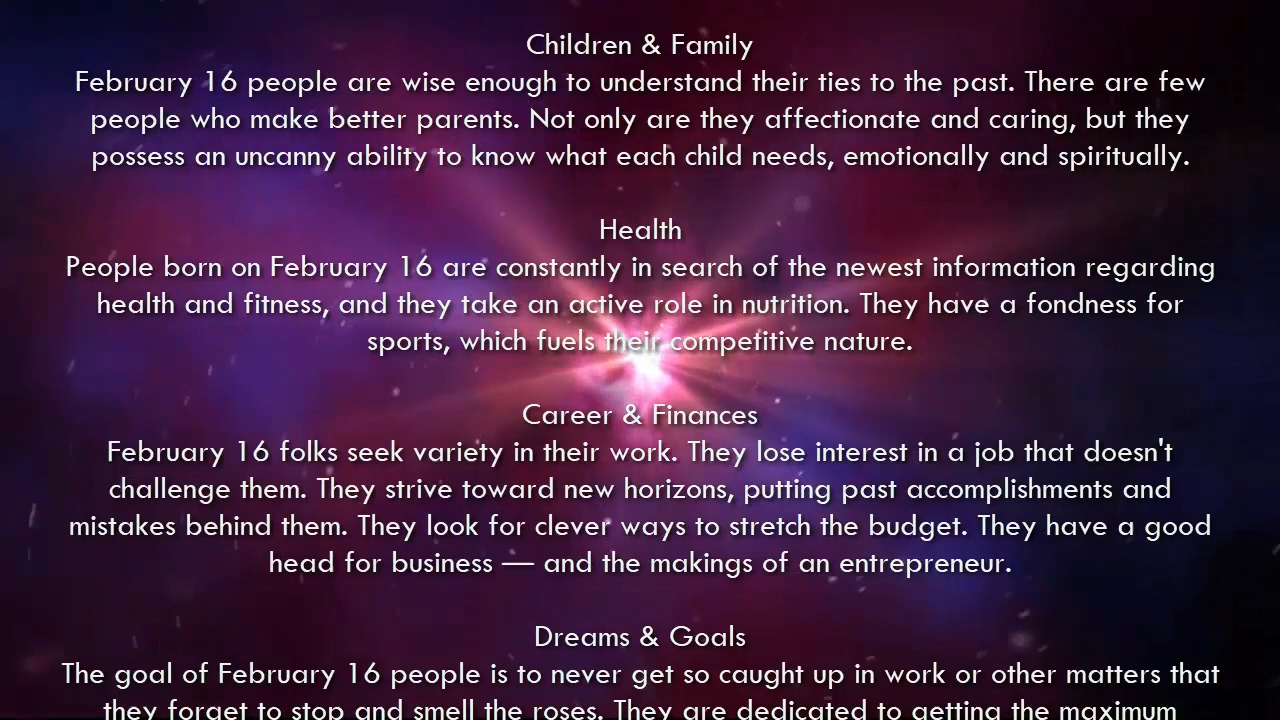 Children & Family
February 16 people are wise enough to understand their ties to the past. There are few
people who make better parents. Not only are they affectionate and caring, but they
possess an uncanny ability to know what each child needs, emotionally and spiritually.
Health
People born on February 16 are constantly in search of the newest information regarding
health and fitness, and they take an active role in nutrition. They have a fondness for
sports, which fuels their competitive nature.
Career & Finances
February 16 folks seek variety in their work. They lose interest in a job that doesn't
challenge them. They strive toward new horizons, putting past accomplishments and
mistakes behind them. They look for clever ways to stretch the budget. They have a good
head for business — and the makings of an entrepreneur.
Dreams & Goals
The goal of February 16 people is to never get so caught up in work or other matters that
they forget to stop and smell the roses. They are dedicated to getting the maximum